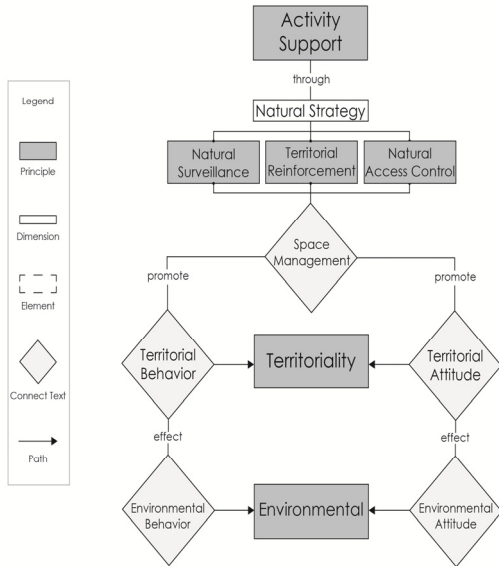 Activity
Support
through
Natural Strategy
Natural
Surveillance
Territorial
Reinforcement
Natural
Access Control
Space
Management
promote
promote
Territorial
Behavior
Territoriality
Territorial
Attitude
effect
effect
Environmental
Behavior
Environmental
Environmental
Attitude
Legend
Principle
Dimension
Element
Connect Text
Path